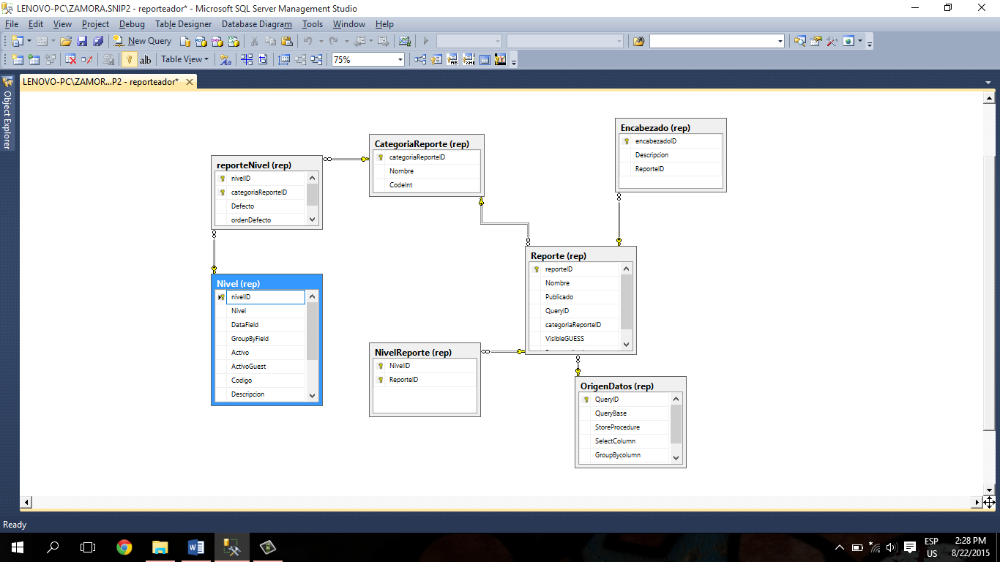 LENOVO-PC\ZAMORA.SNIP2 - reporteador* - Microsoft SQL Server Management Studio
File Edit View Project Debug Table Designer Database Diagram Tools Window Help
New Query
Table View 75%
LENOVO-PC\ZAMOR...P2 - reporteador*
Object Explorer
reporteNivel (rep)
nivelID
categoriaReporteID
Defecto
ordenDefecto
CategoriaReporte (rep)
categoriaReporteID
Nombre
CodeInt
Encabezado (rep)
encabezadoID
Descripcion
ReporteID
Nivel (rep)
nivelID
Nivel
DataField
GroupByField
Activo
ActivoGuest
Codigo
Descripcion
Reporte (rep)
reporteID
Nombre
Publicado
QueryID
categoriaReporteID
VisibleGUESS
NivelReporte (rep)
NivelID
ReporteID
OrigenDatos (rep)
QueryID
QueryBase
StoreProcedure
SelectColumn
GroupBycolumn
Ready
ESP
US
2:28 PM
8/22/2015